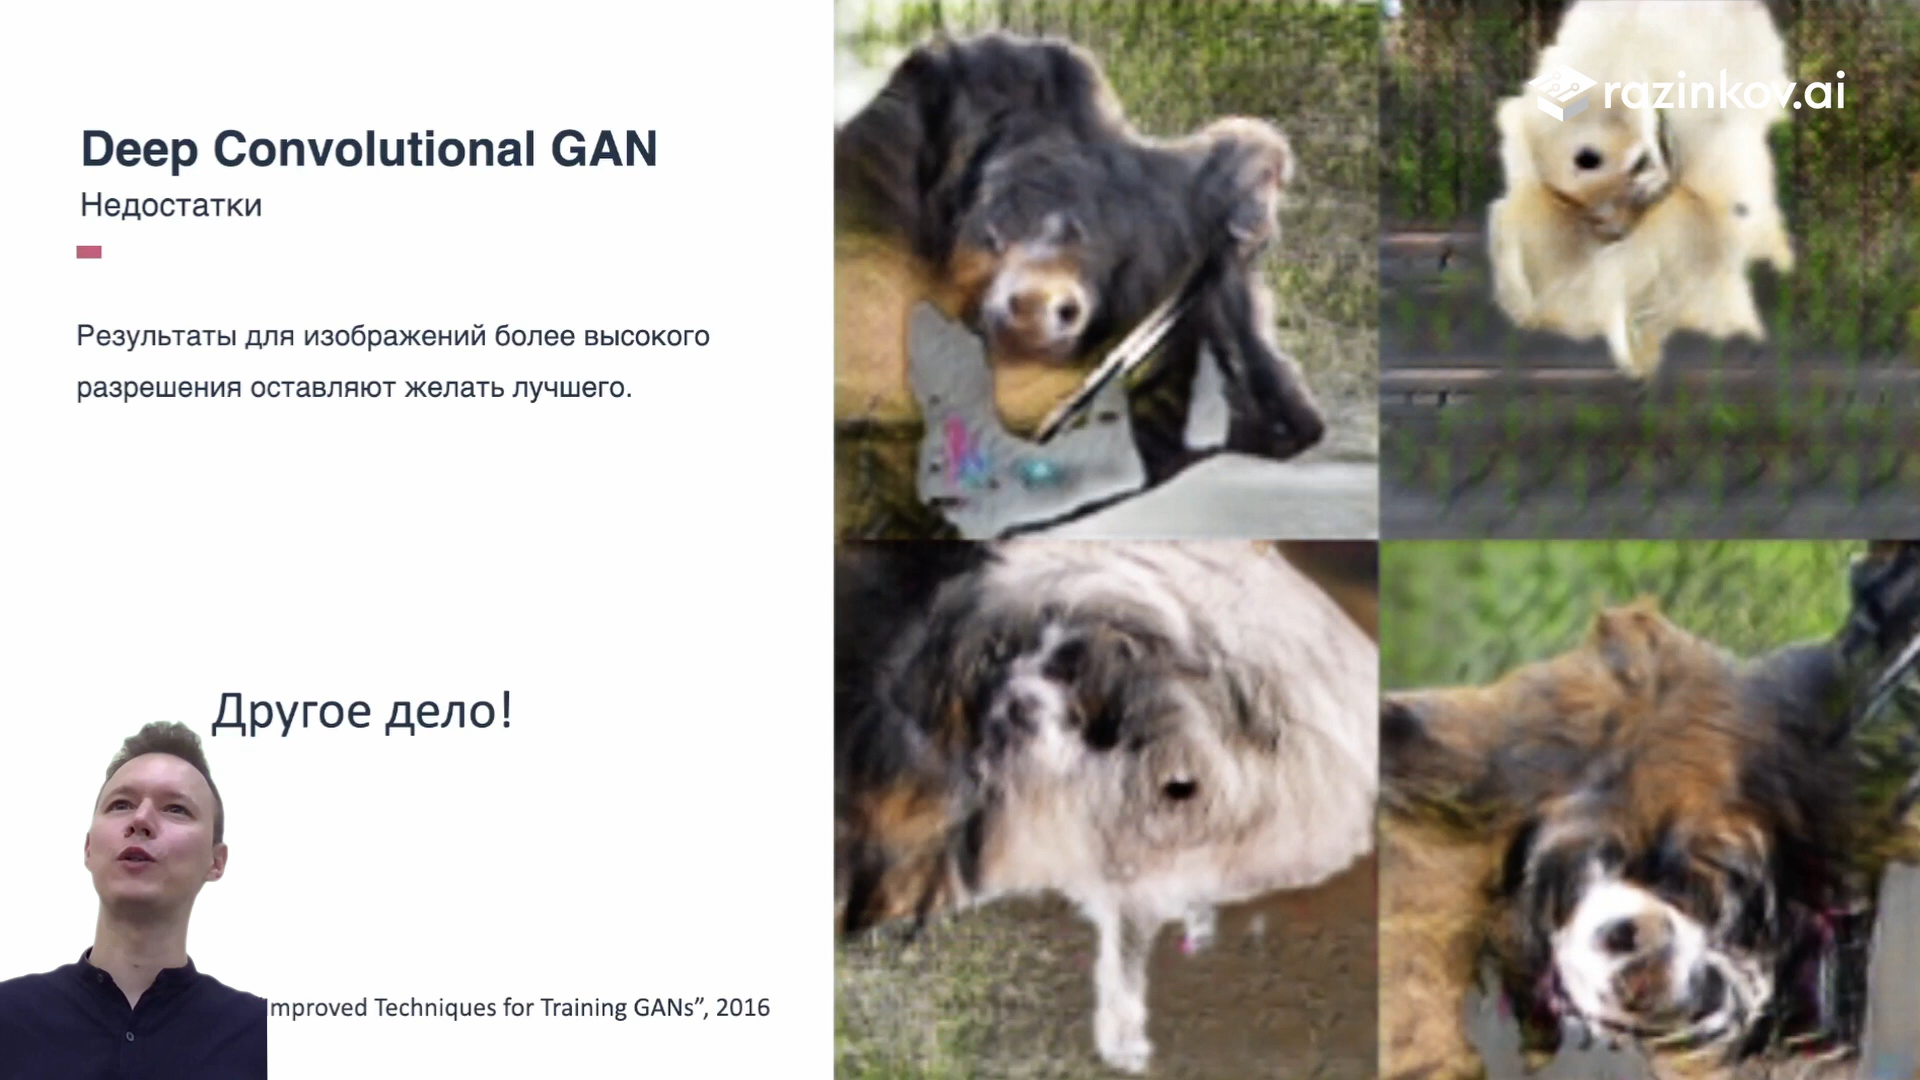 razinkov.ai
Deep Convolutional GAN
Недостатки
Результаты для изображений более высокого
разрешения оставляют желать лучшего.
Другое дело!
mproved Techniques for Training GANs”, 2016